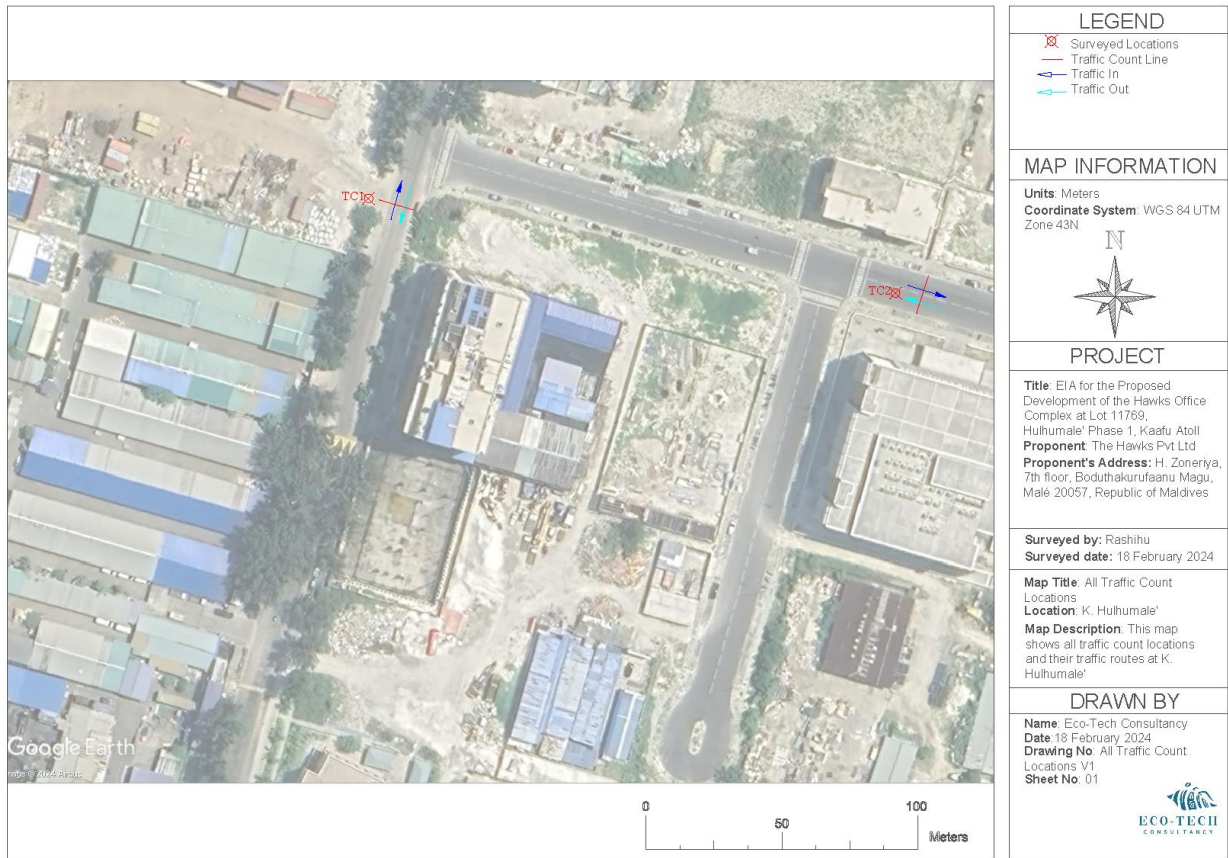 TC1
TC2
Google Earth
0
50
100
Meters
LEGEND
Surveyed Locations
Traffic Count Line
Traffic In
Traffic Out
MAP INFORMATION
Units: Meters
Coordinate System: WGS 84 UTM
Zone 43N
N
PROJECT
Title: EIA for the Proposed
Development of the Hawks Office
Complex at Lot 11769,
Hulhumale' Phase 1, Kaafu Atoll
Proponent: The Hawks Pvt Ltd
Proponent's Address: H. Zoneriya,
7th floor, Boduthakurufaanu Magu,
Malé 20057, Republic of Maldives
Surveyed by: Rashihu
Surveyed date: 18 February 2024
Map Title: All Traffic Count
Locations
Location: K. Hulhumale'
Map Description: This map
shows all traffic count locations
and their traffic routes at K.
Hulhumale'
DRAWN BY
Name: Eco-Tech Consultancy
Date: 18 February 2024
Drawing No: All Traffic Count
Locations V1
Sheet No: 01
ECO-TECH
CONSULTANCY